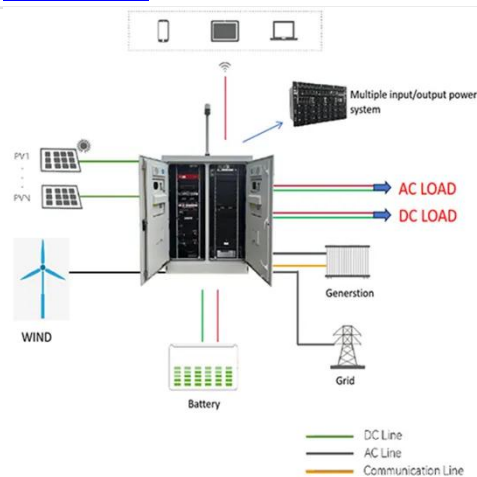 Multiple input/output power
system
PV1
PVN
AC LOAD
DC LOAD
WIND
Generstion
Grid
Battery
DC Line
AC Line
Communication Line